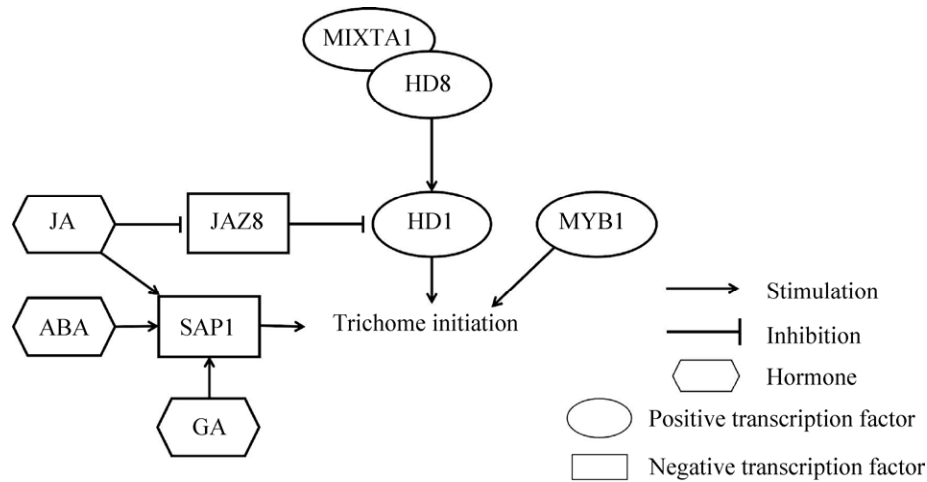 MIXTA1
HD8
JA
JAZ8
HD1
MYB1
ABA
SAP1
Trichome initiation
GA
Stimulation
Inhibition
Hormone
Positive transcription factor
Negative transcription factor